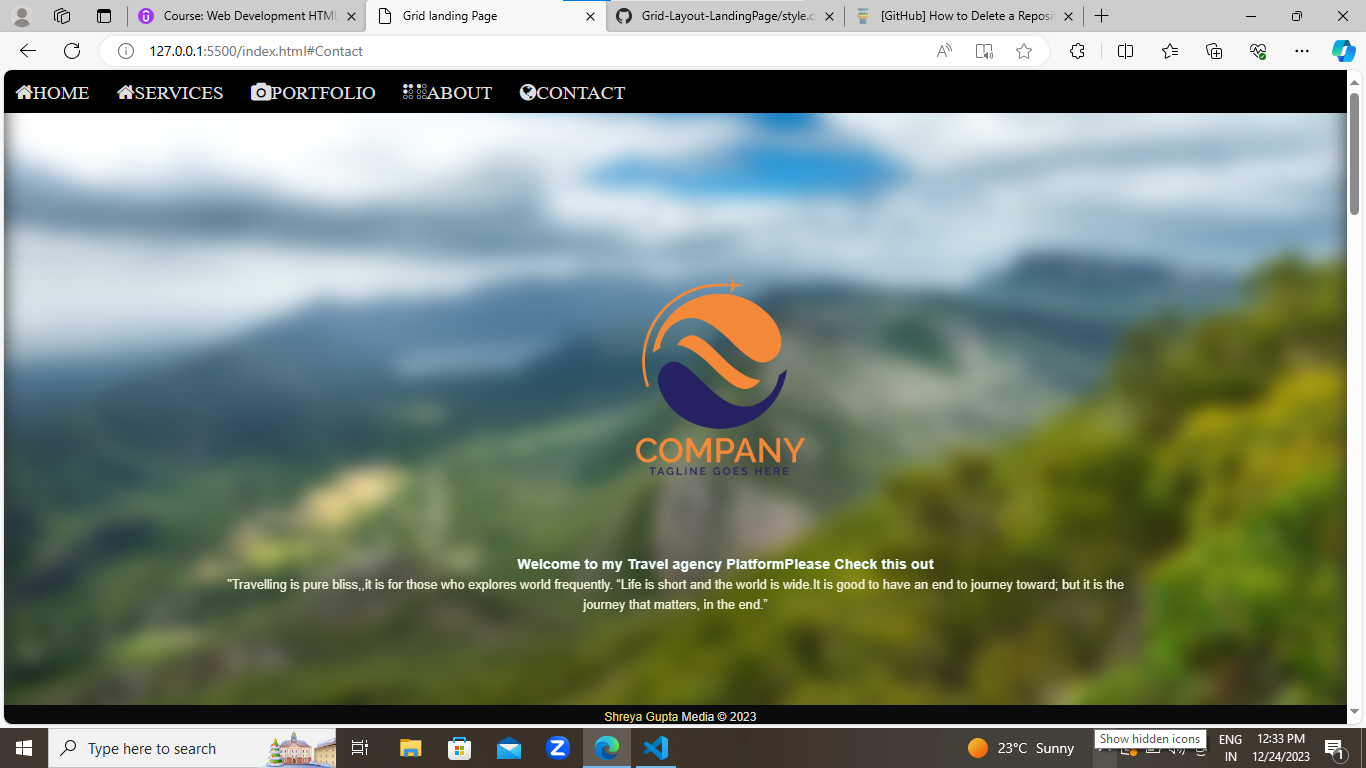 Course: Web Development HTML
Grid landing Page
Grid-Layout-LandingPage/style.c
[GitHub] How to Delete a Reposit
127.0.0.1:5500/index.html#Contact
HOME SERVICES PORTFOLIO ABOUT CONTACT
COMPANY
TAGLINE GOES HERE
Welcome to my Travel agency PlatformPlease Check this out
"Travelling is pure bliss,,it is for those who explores world frequently. “Life is short and the world is wide.It is good to have an end to journey toward; but it is the
journey that matters, in the end.”
Shreya Gupta Media © 2023
Show hidden icons
Type here to search
23°C Sunny
ENG
IN
12:33 PM
12/24/2023
1